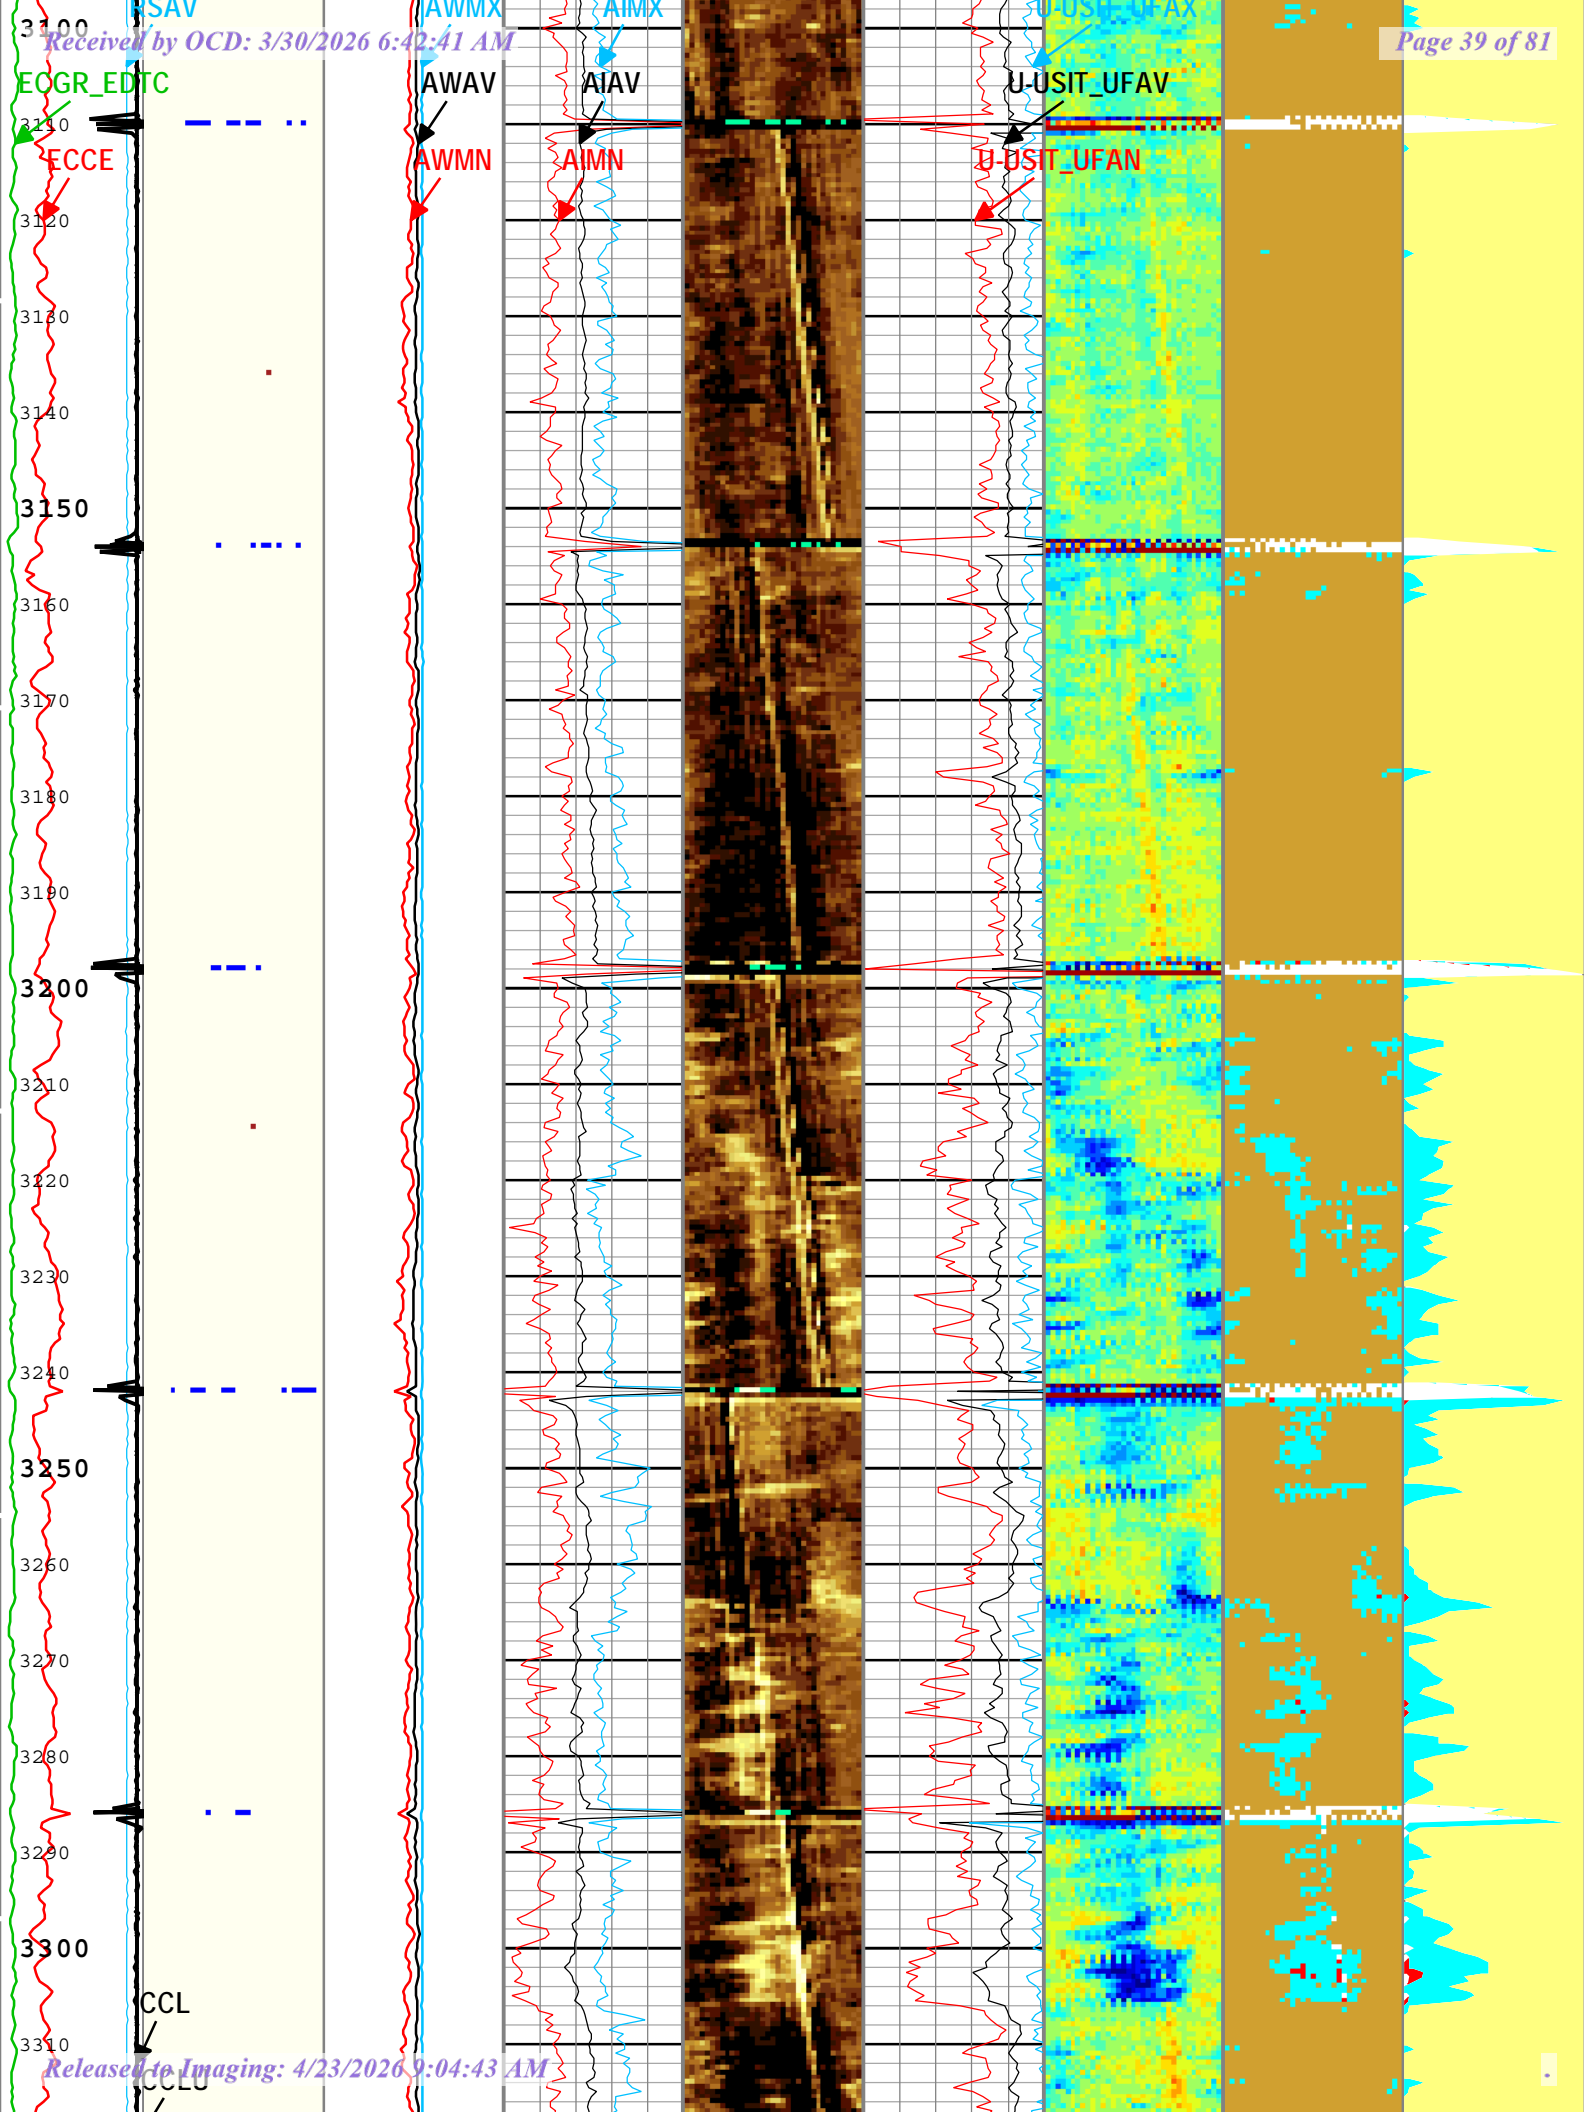 RSAV AWMX AIMX U-USIT_UFAX
3100
Received by OCD: 3/30/2026 6:42:41 AM
Page 39 of 81
ECGR_EDTC AWAV AIAV U-USIT_UFAV
3110
ECCE AWMN AIMN U-USIT_UFAN
3120
3130
3140
3150
3160
3170
3180
3190
3200
3210
3220
3230
3240
3250
3260
3270
3280
3290
3300
CCL
3310
Released to Imaging: 4/23/2026 9:04:43 AM
CCLU